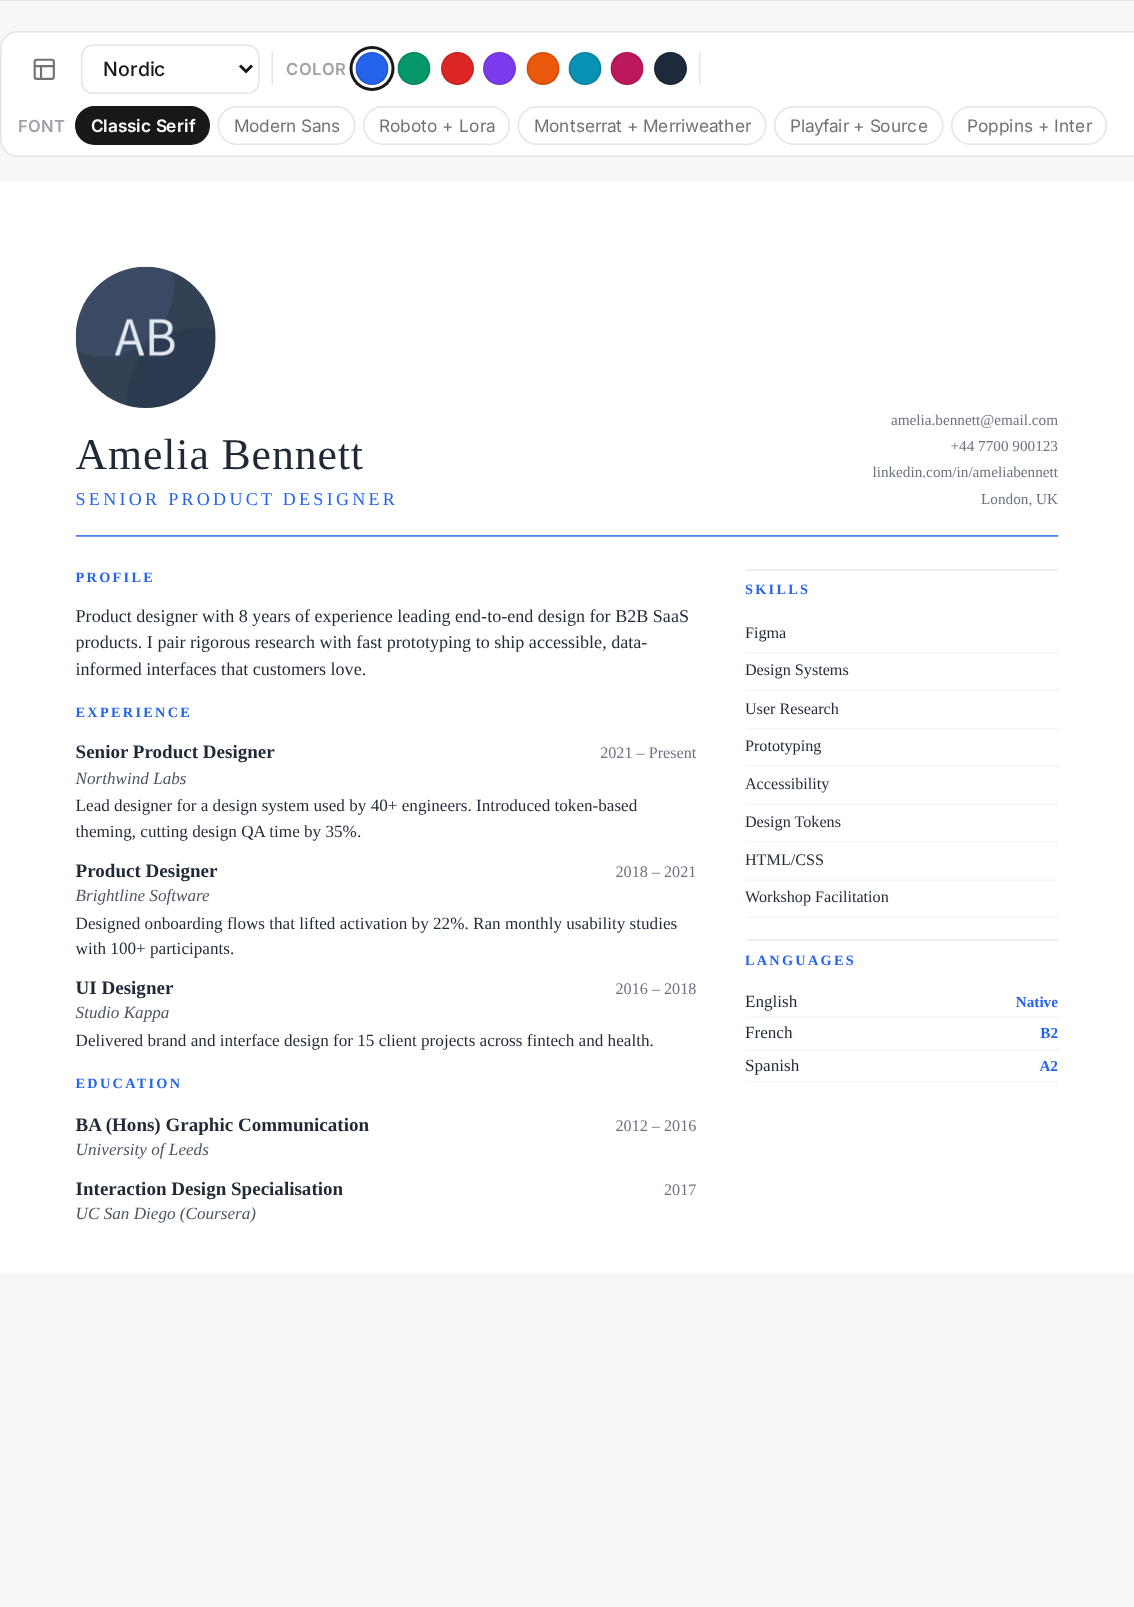 Nordic
COLOR
FONT
Classic Serif
Modern Sans
Roboto + Lora
Montserrat + Merriweather
Playfair + Source
Poppins + Inter
AB
Amelia Bennett
SENIOR PRODUCT DESIGNER
amelia.bennett@email.com
+44 7700 900123
linkedin.com/in/ameliabennett
London, UK
PROFILE
Product designer with 8 years of experience leading end-to-end design for B2B SaaS
products. I pair rigorous research with fast prototyping to ship accessible, data-
informed interfaces that customers love.
EXPERIENCE
Senior Product Designer 2021 – Present
Northwind Labs
Lead designer for a design system used by 40+ engineers. Introduced token-based
theming, cutting design QA time by 35%.
Product Designer 2018 – 2021
Brightline Software
Designed onboarding flows that lifted activation by 22%. Ran monthly usability studies
with 100+ participants.
UI Designer 2016 – 2018
Studio Kappa
Delivered brand and interface design for 15 client projects across fintech and health.
EDUCATION
BA (Hons) Graphic Communication 2012 – 2016
University of Leeds
Interaction Design Specialisation 2017
UC San Diego (Coursera)
SKILLS
Figma
Design Systems
User Research
Prototyping
Accessibility
Design Tokens
HTML/CSS
Workshop Facilitation
LANGUAGES
English Native
French B2
Spanish A2